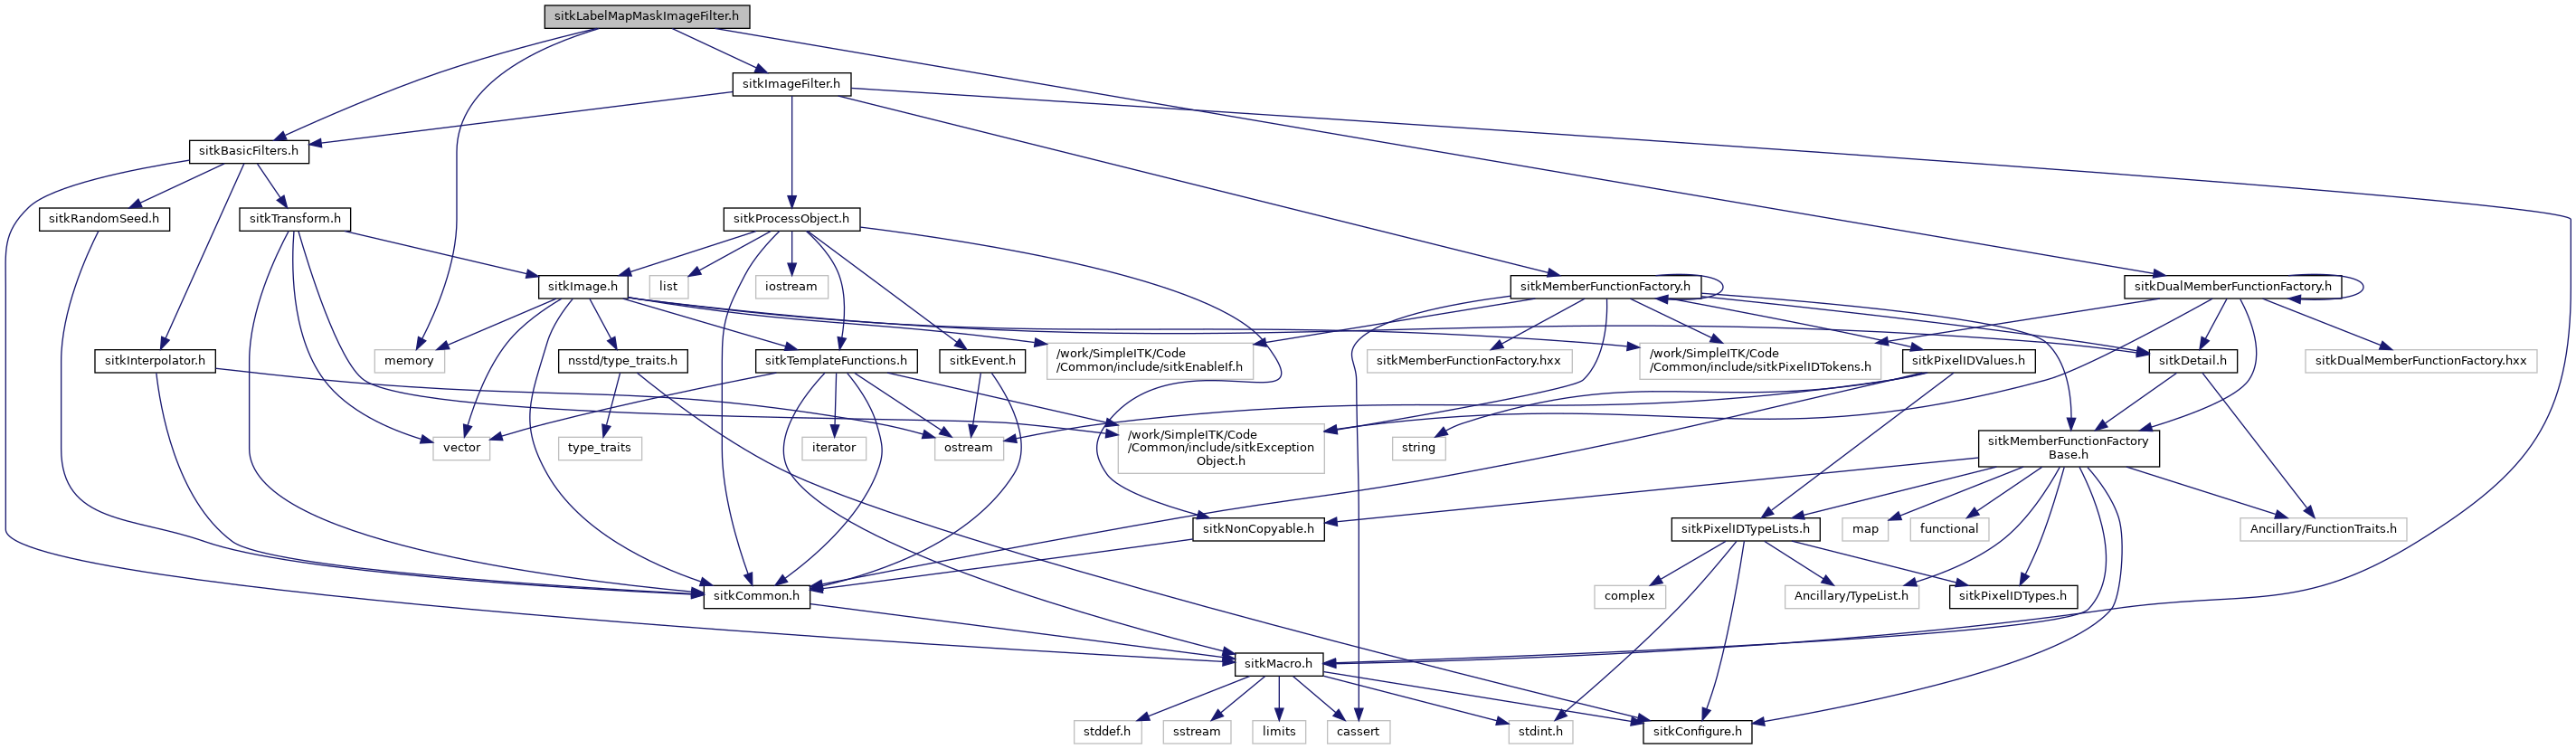 sitkLabelMapMaskImageFilter.h
sitkImageFilter.h
sitkBasicFilters.h
sitkRandomSeed.h
sitkTransform.h
sitkProcessObject.h
sitkImage.h
list
iostream
sitkMemberFunctionFactory.h
sitkDualMemberFunctionFactory.h
sitkInterpolator.h
memory
nsstd/type_traits.h
sitkTemplateFunctions.h
sitkEvent.h
/work/SimpleITK/Code
/Common/include/sitkEnableIf.h
sitkMemberFunctionFactory.hxx
/work/SimpleITK/Code
/Common/include/sitkPixelIDTokens.h
sitkPixelIDValues.h
sitkDetail.h
sitkDualMemberFunctionFactory.hxx
vector
type_traits
iterator
ostream
/work/SimpleITK/Code
/Common/include/sitkException
Object.h
string
sitkMemberFunctionFactory
Base.h
sitkNonCopyable.h
sitkPixelIDTypeLists.h
map
functional
Ancillary/FunctionTraits.h
sitkCommon.h
complex
Ancillary/TypeList.h
sitkPixelIDTypes.h
sitkMacro.h
stddef.h
sstream
limits
cassert
stdint.h
sitkConfigure.h